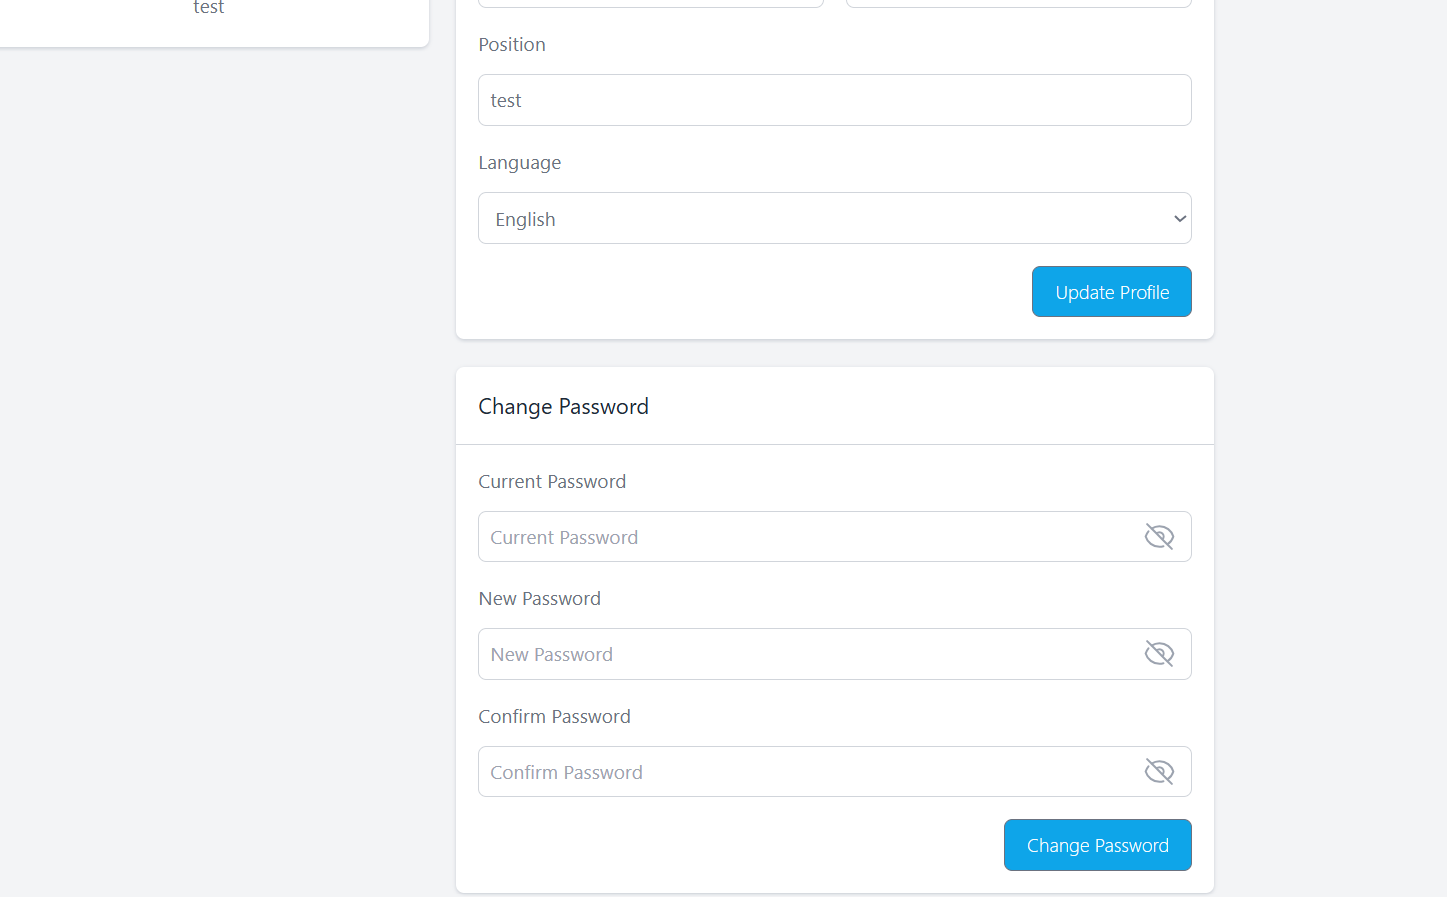 test
Position
test
Language
English
Update Profile
Change Password
Current Password
Current Password
New Password
New Password
Confirm Password
Confirm Password
Change Password